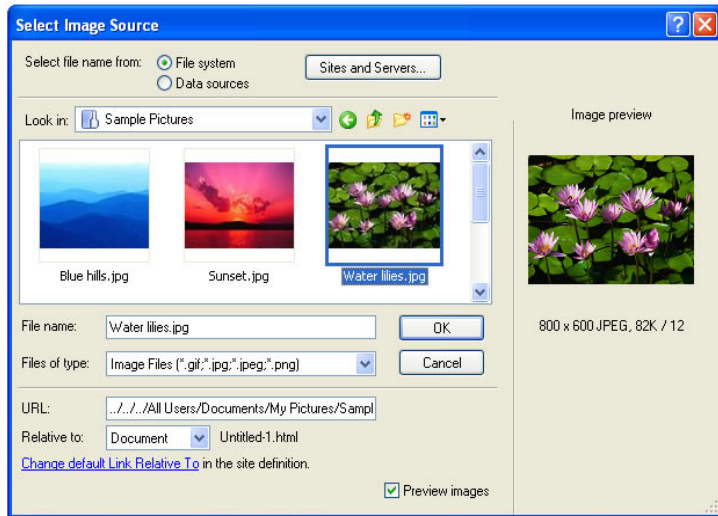 Select Image Source
Select file name from: File system Sites and Servers...
Data sources
Look in: Sample Pictures
Image preview
Blue hills.jpg Sunset.jpg Water lilies.jpg
File name: Water lilies.jpg OK
800 x 600 JPEG, 82K / 12
Files of type: Image Files (*.gif;*.jpg;*.jpeg;*.png) Cancel
URL: ../../../All Users/Documents/My Pictures/Sampl
Relative to: Document Untitled-1.html
Change default Link Relative To in the site definition.
Preview images